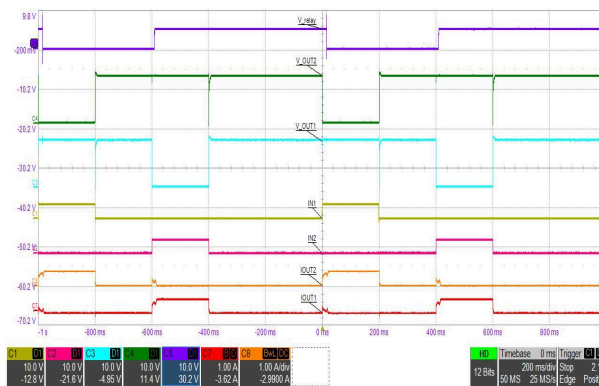 9.8 V
V_relay
-200 mV
V_OUT2
-10.2 V
C4
V_OUT1
-20.2 V
-30.2 V
IN1
-40.2 V
IN2
-50.2 V
IOUT2
-60.2 V
IOUT1
-70.2 V
-1 s -800 ms -600 ms -400 ms -200 ms 0 ms 200 ms 400 ms 600 ms 800 ms
C1 C2 C3 C4 C6 C7 C8 BwL HD Timebase 0 ms Trigger
10.0 V 10.0 V 10.0 V 10.0 V 10.0 V 1.00 A 1.00 A/div 12 Bits 200 ms/div Stop
-12.8 V -21.6 V -4.95 V 11.4 V 30.2 V -3.62 A -2.9900 A 50 MS 25 MS/s Edge